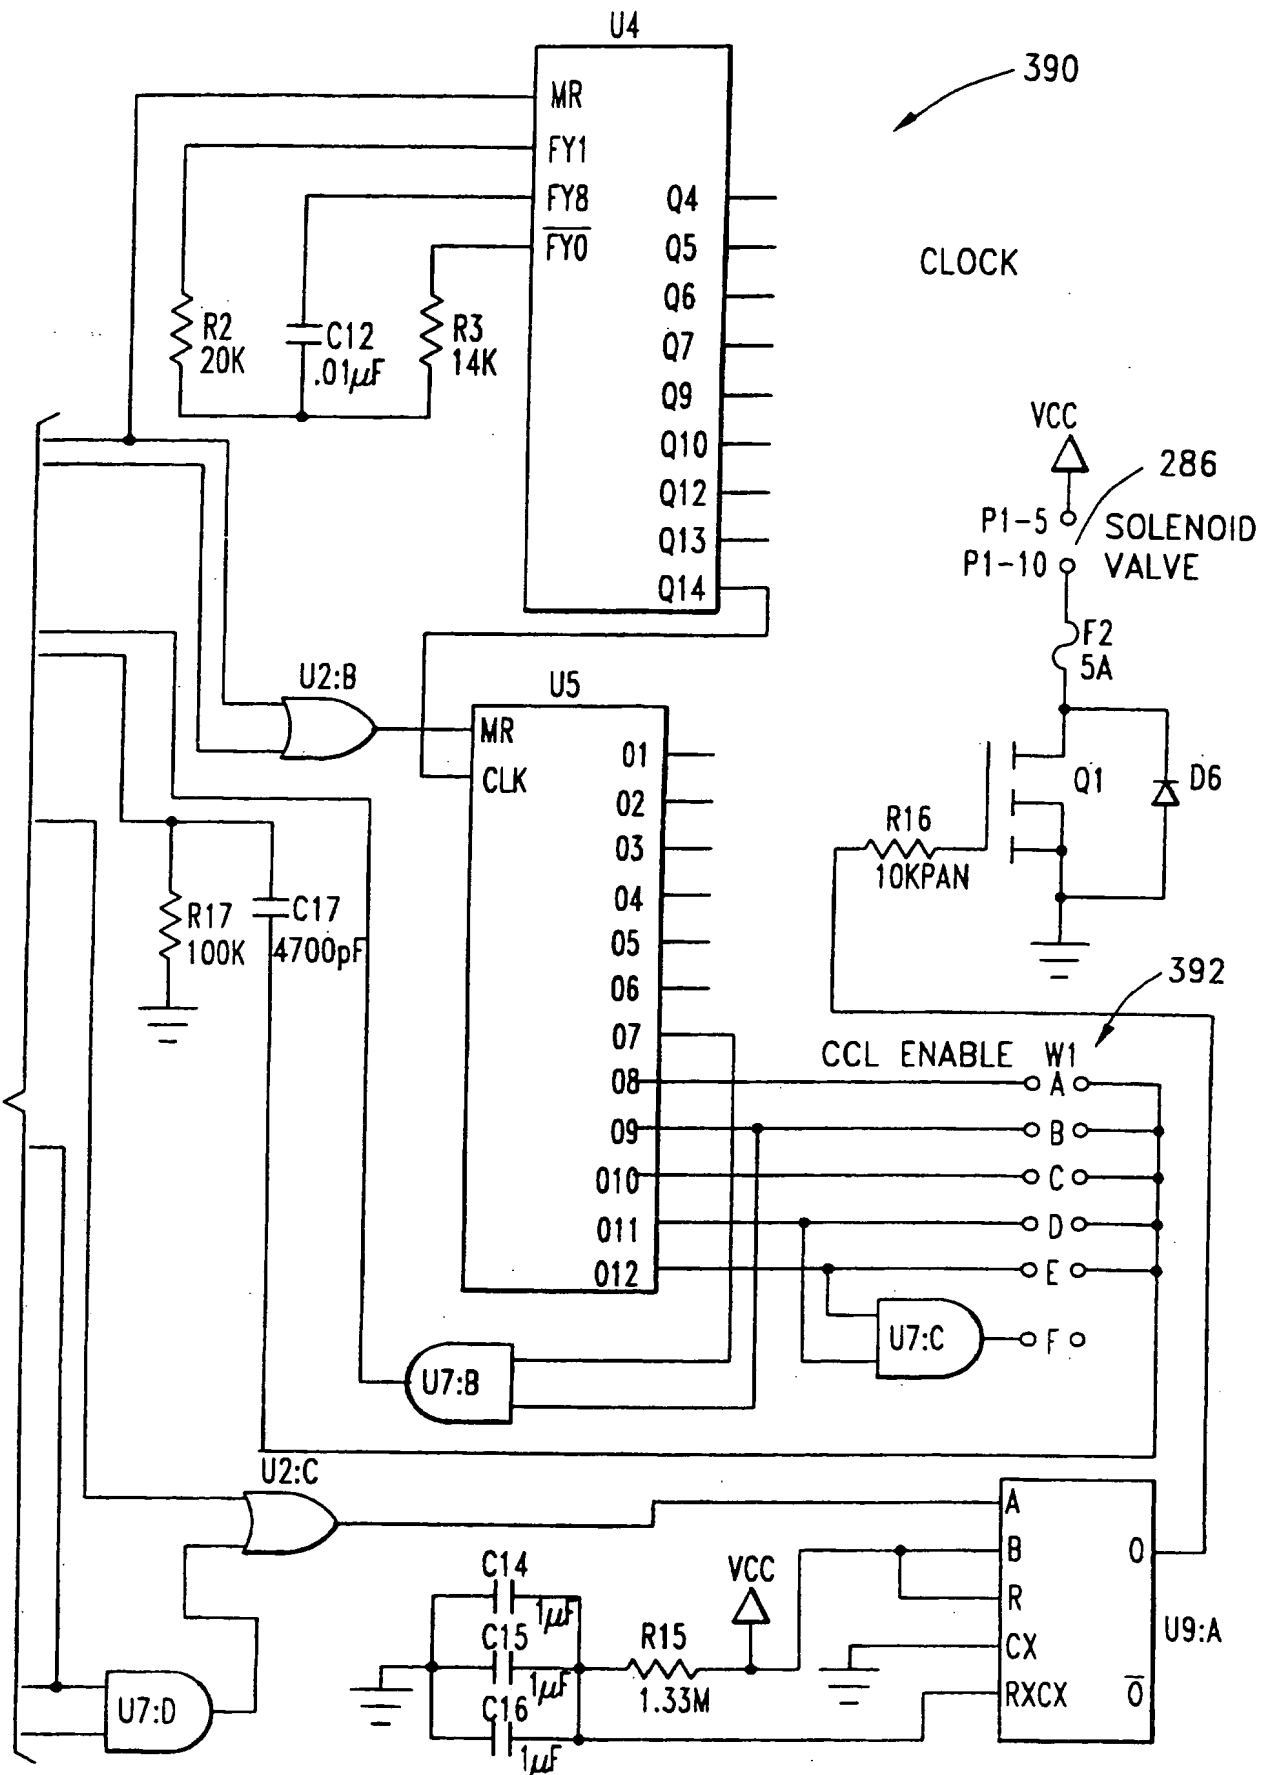 U4
390
MR
FY1
FY8
FY0
Q4
Q5
Q6
Q7
Q9
Q10
Q12
Q13
Q14
CLOCK
R2
20K
C12
.01µF
R3
14K
VCC
286
P1-5
SOLENOID
P1-10
VALVE
F2
5A
U2:B
U5
MR
CLK
01
02
03
04
05
06
07
08
09
010
011
012
Q1
D6
R16
10KPAN
R17
100K
C17
4700pF
392
CCL ENABLE W1
A
B
C
D
E
F
U7:C
U7:B
U2:C
A
B
R
CX
RXCX
0
0
U9:A
C14
1µF
C15
1µF
C16
1µF
VCC
R15
1.33M
U7:D